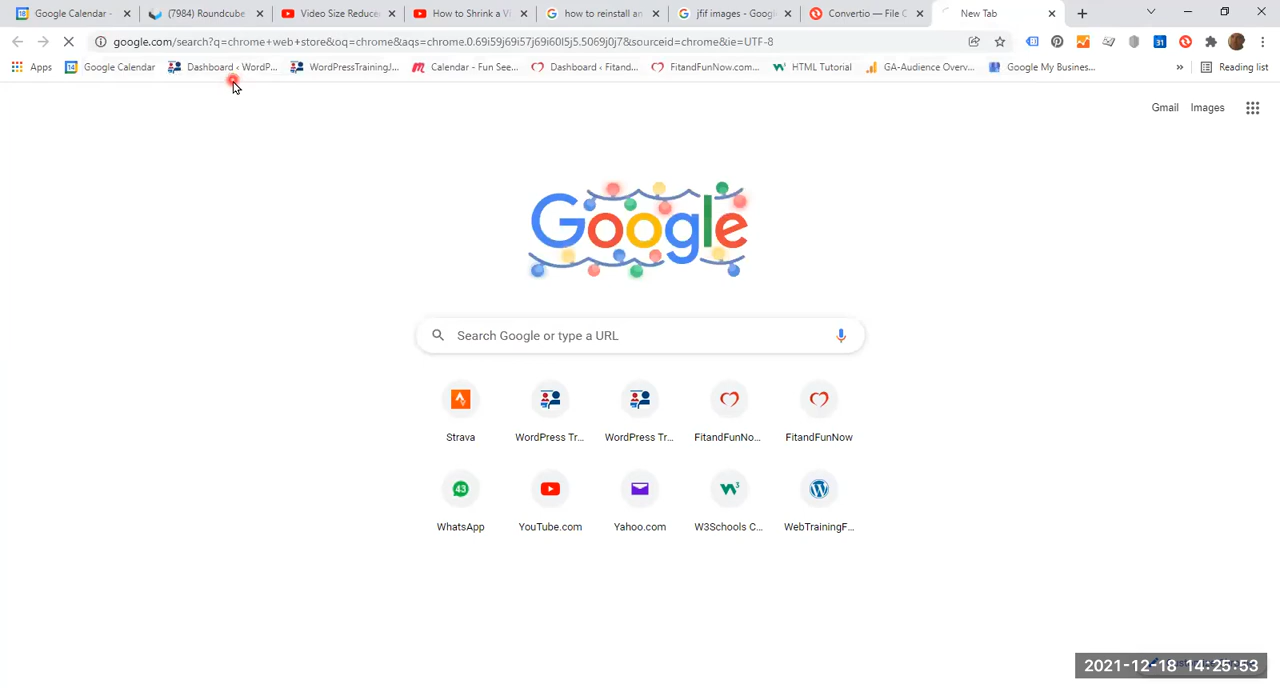 Google Calendar -
(7984) Roundcube
Video Size Reduce
How to Shrink a Vi
how to reinstall an
jfif images - Googl
Convertio — File C
New Tab
google.com/search?q=chrome+web+store&oq=chrome&aqs=chrome.0.69i59j69i57j69i60l5j5.5069j0j7&sourceid=chrome&ie=UTF-8
Apps
Google Calendar
Dashboard ‹ WordP...
WordPressTraining/...
Calendar - Fun See...
Dashboard ‹ Fitand...
FitandFunNow.com...
HTML Tutorial
GA-Audience Overv...
Google My Busines...
»
Reading list
Gmail Images
Google
Search Google or type a URL
Strava
WordPress Tr...
WordPress Tr...
FitandFunNo...
FitandFunNow
43
WhatsApp
YouTube.com
Yahoo.com
W3Schools C...
WebTrainingF...
2021-12-18 14:25:53